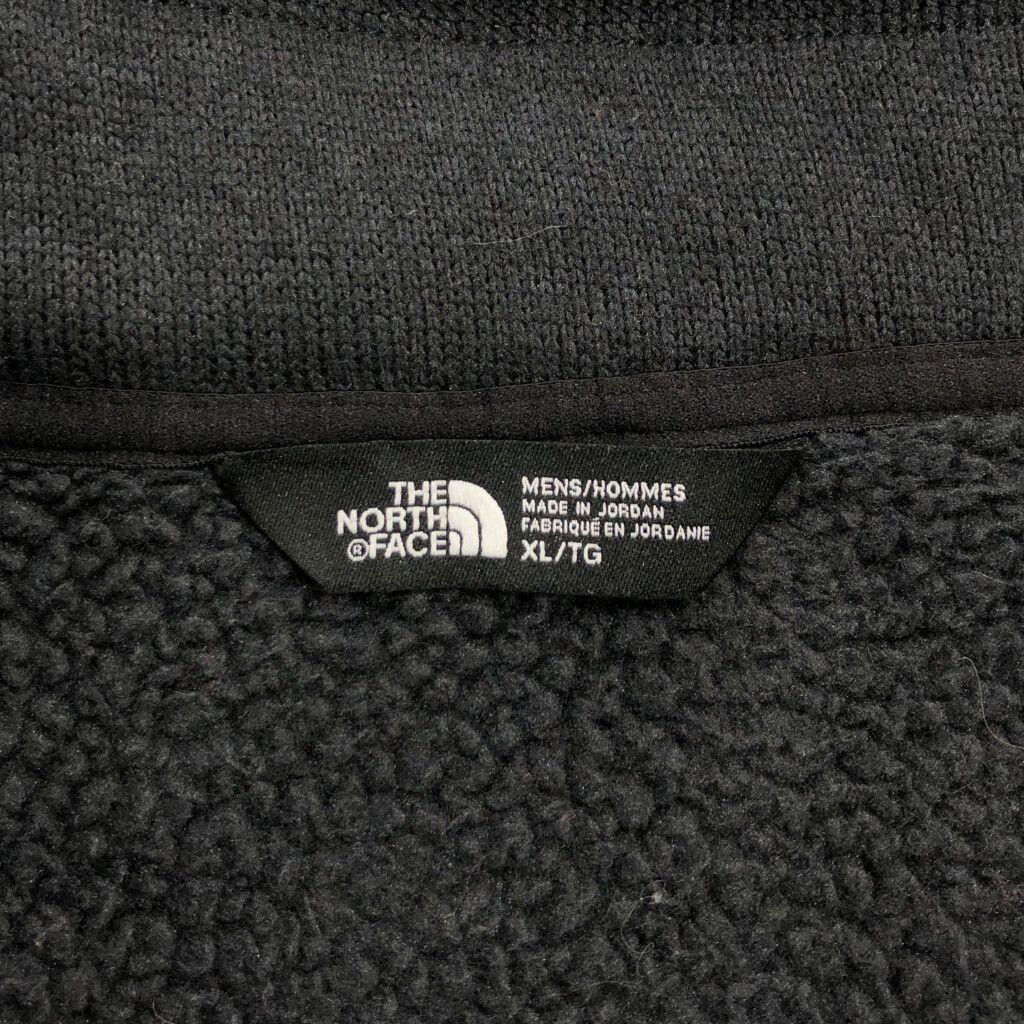 THE
NORTH
®FACE
MENS/HOMMES
MADE IN JORDAN
FABRIQUÉ EN JORDANIE
XL/TG